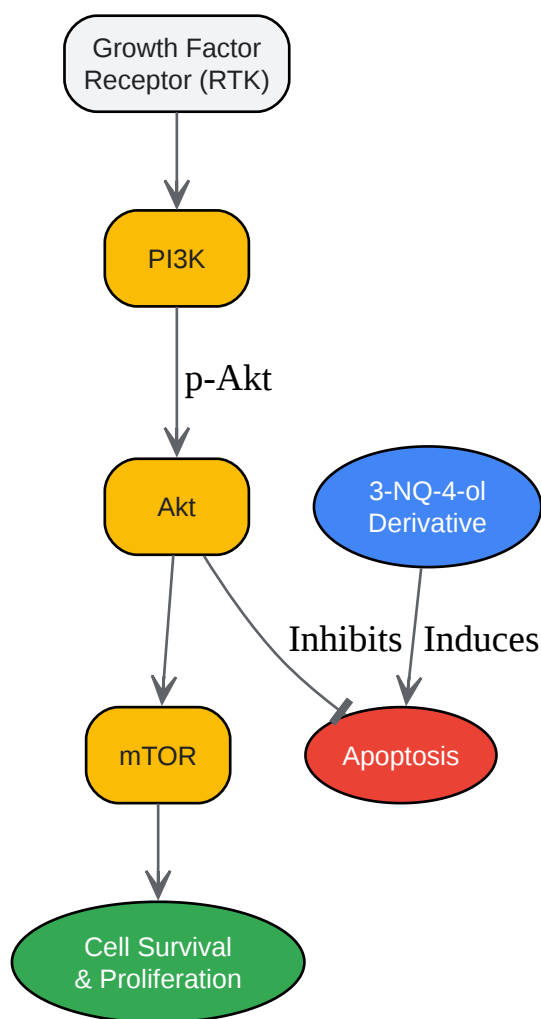 Growth Factor
Receptor (RTK)
PI3K
p-Akt
Akt
3-NQ-4-ol
Derivative
Inhibits
Induces
mTOR
Apoptosis
Cell Survival
& Proliferation